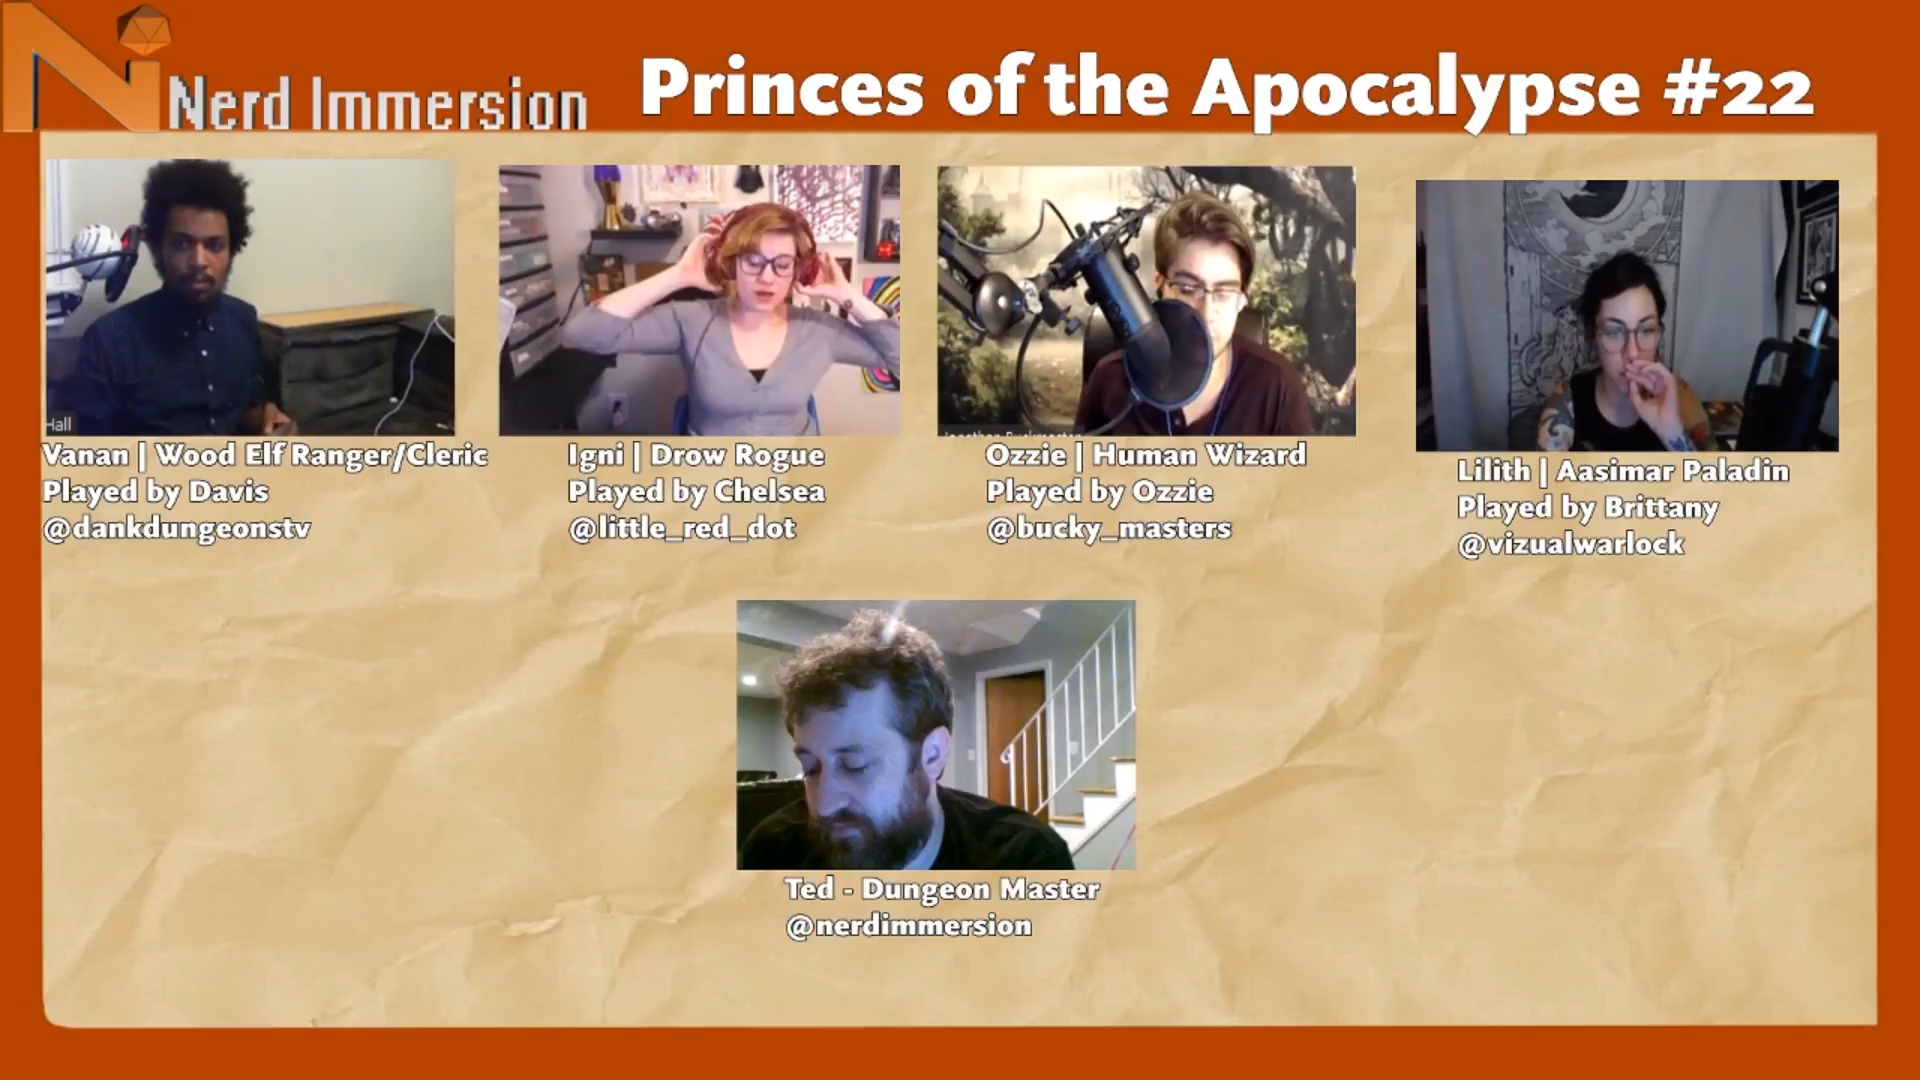 Nerd Immersion
Princes of the Apocalypse #22
Hall
Vanan | Wood Elf Ranger/Cleric
Played by Davis
@dankdungeonstv
Igni | Drow Rogue
Played by Chelsea
@little_red_dot
Ozzie | Human Wizard
Played by Ozzie
@bucky_masters
Lilith | Aasimar Paladin
Played by Brittany
@vizualwarlock
Ted - Dungeon Master
@nerdimmersion